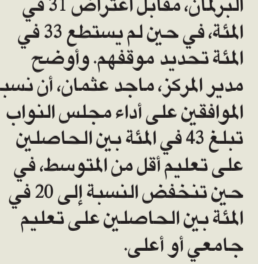 البرلمان، مقابل اعتراض 31 في
المئة، في حين لم يستطع 33 في
المئة تحديد موقفهم. وأوضح
مدير المركز، ماجد عثمان، أن نسب
الموافقين على أداء مجلس النواب
تبلغ 43 في المئة بين الحاصلين
على تعليم أقل من المتوسط، في
حين تنخفض النسبة إلى 20 في
المئة بين الحاصلين على تعليم
جامعي أو أعلى.